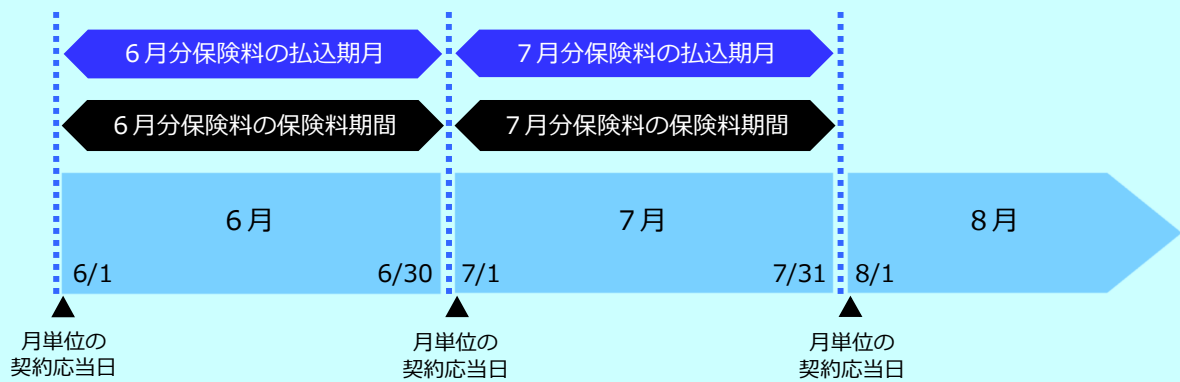 ６月分保険料の払込期月
７月分保険料の払込期月
６月分保険料の保険料期間
７月分保険料の保険料期間
６月
７月
８月
6/1
6/30
7/1
7/31
8/1
月単位の
契約応当日
月単位の
契約応当日
月単位の
契約応当日